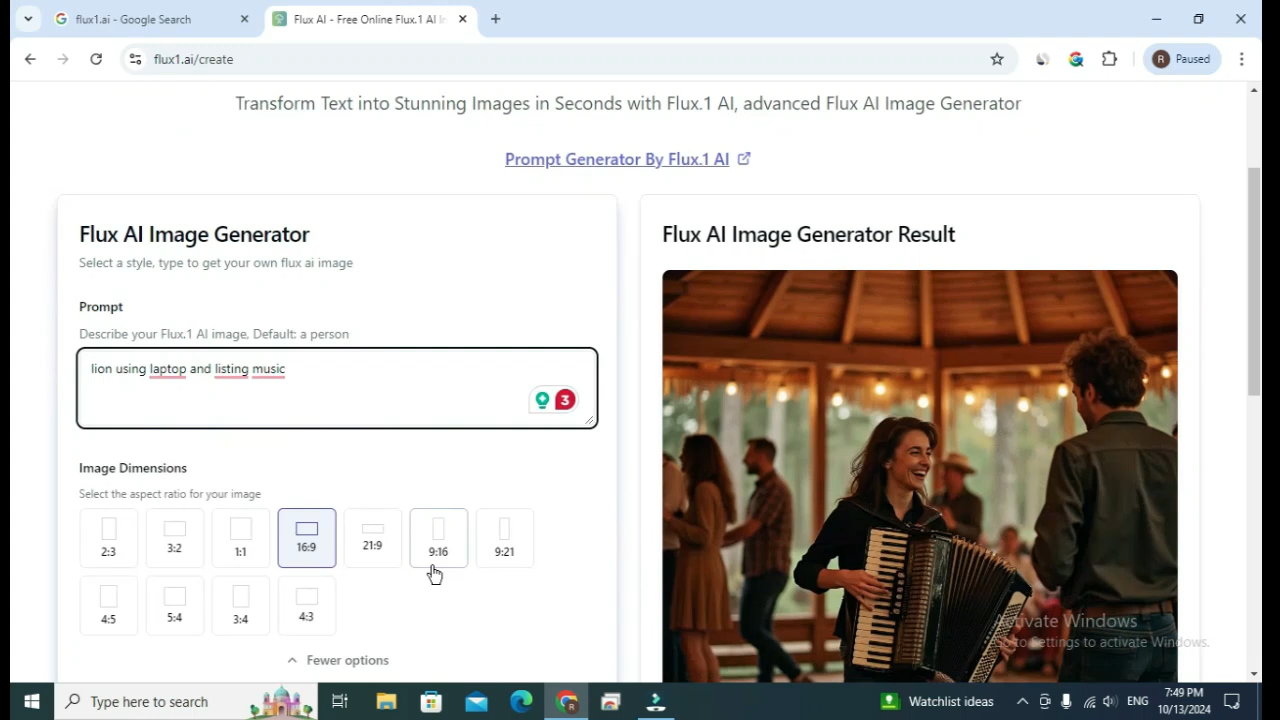 flux1.ai - Google Search
Flux AI - Free Online Flux.1 AI
flux1.ai/create
R Paused
Transform Text into Stunning Images in Seconds with Flux.1 AI, advanced Flux AI Image Generator
Prompt Generator By Flux.1 AI
Flux AI Image Generator
Select a style, type to get your own flux ai image
Prompt
Describe your Flux.1 AI image, Default: a person
lion using laptop and listing music
3
Image Dimensions
Select the aspect ratio for your image
2:3 3:2 1:1 16:9 21:9 9:16 9:21
4:5 5:4 3:4 4:3
Fewer options
Flux AI Image Generator Result
Activate Windows
Go to Settings to activate Windows.
Type here to search
Watchlist ideas
ENG
7:49 PM
10/13/2024